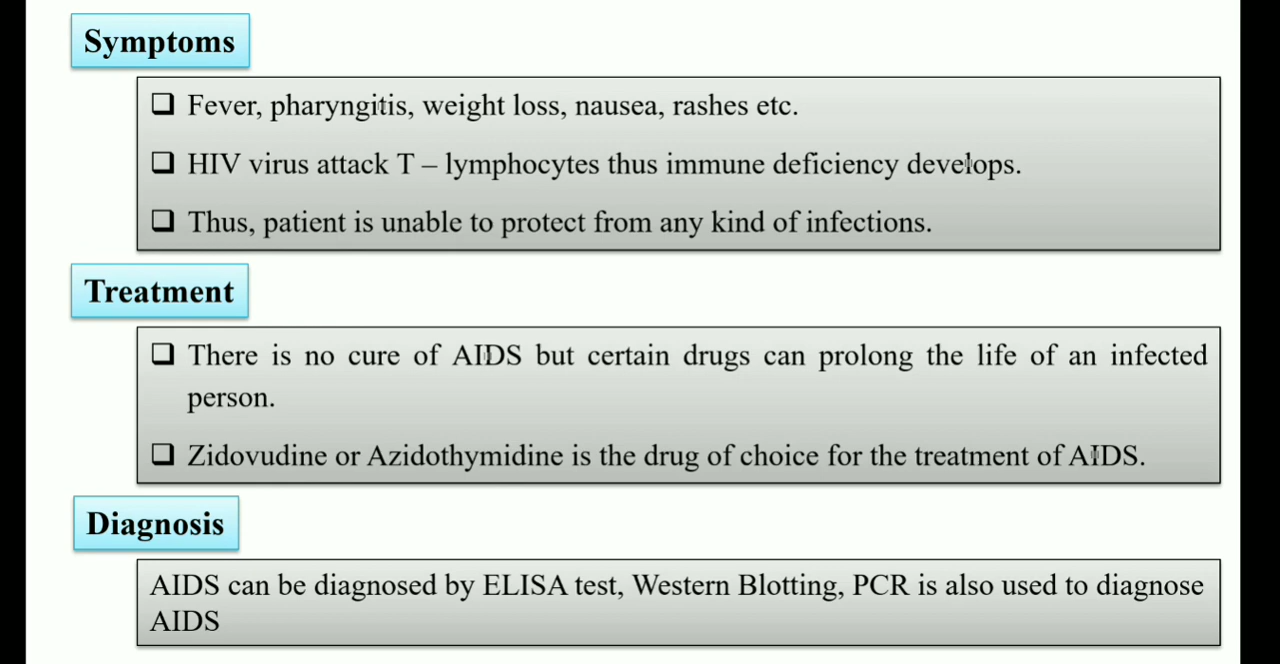 Symptoms
❑ Fever, pharyngitis, weight loss, nausea, rashes etc.
❑ HIV virus attack T – lymphocytes thus immune deficiency develops.
❑ Thus, patient is unable to protect from any kind of infections.
Treatment
❑ There is no cure of AIDS but certain drugs can prolong the life of an infected
person.
❑ Zidovudine or Azidothymidine is the drug of choice for the treatment of AIDS.
Diagnosis
AIDS can be diagnosed by ELISA test, Western Blotting, PCR is also used to diagnose
AIDS